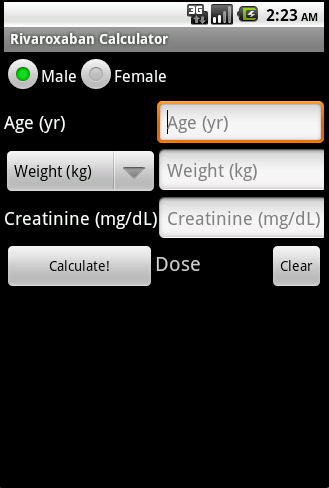 3G 2:23 AM
Rivaroxaban Calculator
Male Female
Age (yr) Age (yr)
Weight (kg) Weight (kg)
Creatinine (mg/dL) Creatinine (mg/dL)
Calculate! Dose Clear